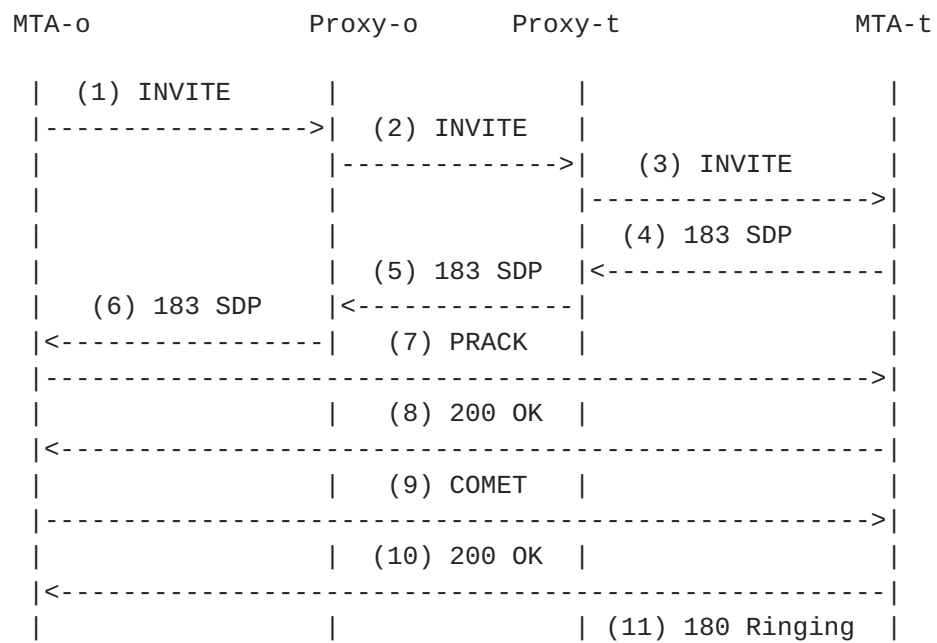 MTA-o Proxy-o Proxy-t MTA-t
| (1) INVITE | | |
|----------------->| (2) INVITE | |
| |-------------->| (3) INVITE |
| | |------------------>|
| | | (4) 183 SDP |
| | (5) 183 SDP |<------------------|
| (6) 183 SDP |<--------------| |
|<-----------------| (7) PRACK | |
|------------------------------------------------------>|
| | (8) 200 OK | |
|<------------------------------------------------------|
| | (9) COMET | |
|------------------------------------------------------>|
| | (10) 200 OK | |
|<------------------------------------------------------|
| | | (11) 180 Ringing |